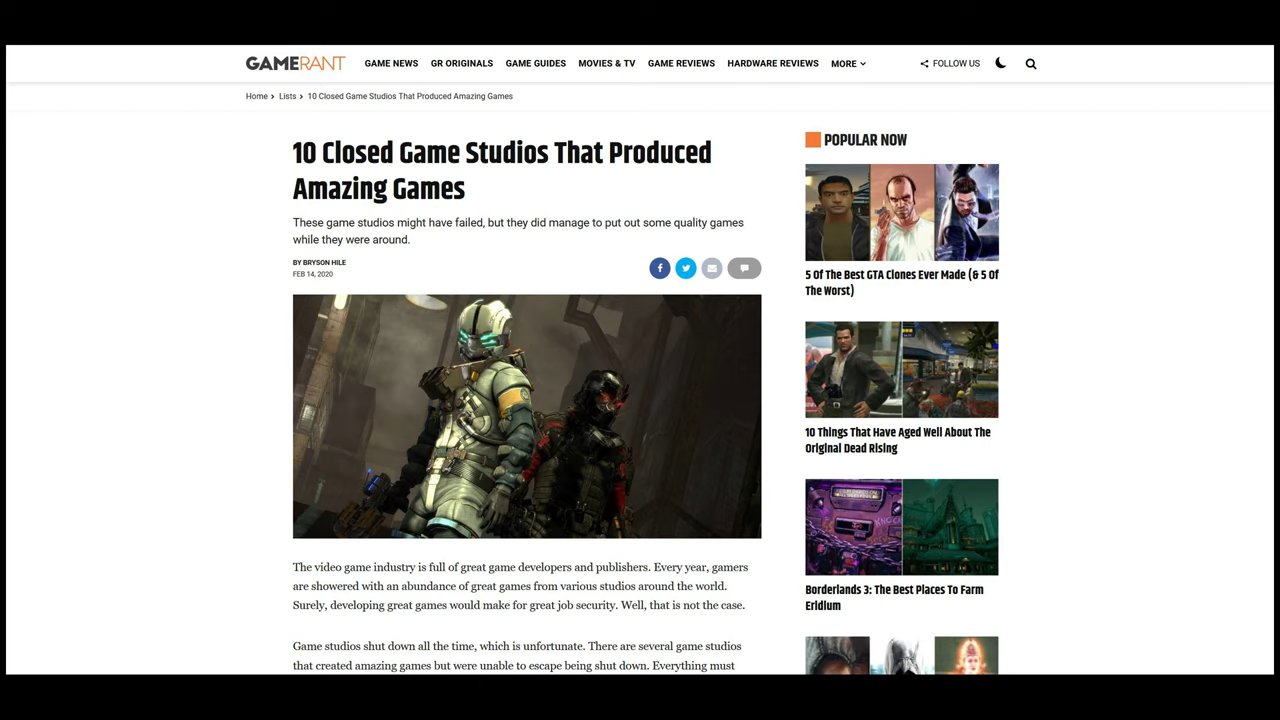 GAMERANT
GAME NEWS GR ORIGINALS GAME GUIDES MOVIES & TV GAME REVIEWS HARDWARE REVIEWS MORE FOLLOW US
Home > Lists > 10 Closed Game Studios That Produced Amazing Games
10 Closed Game Studios That Produced
Amazing Games
These game studios might have failed, but they did manage to put out some quality games
while they were around.
BY BRYSON HILE
FEB 14, 2020
The video game industry is full of great game developers and publishers. Every year, gamers
are showered with an abundance of great games from various studios around the world.
Surely, developing great games would make for great job security. Well, that is not the case.
Game studios shut down all the time, which is unfortunate. There are several game studios
that created amazing games but were unable to escape being shut down. Everything must
POPULAR NOW
5 Of The Best GTA Clones Ever Made (& 5 Of
The Worst)
10 Things That Have Aged Well About The
Original Dead Rising
Borderlands 3: The Best Places To Farm
Eridium